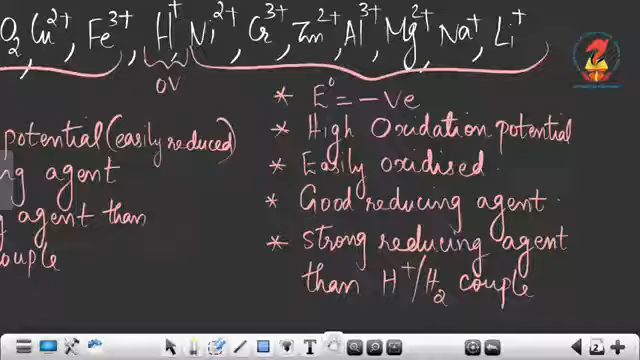 O₂, Cu²⁺, Fe³⁺, H⁺, Ni²⁺, Cr³⁺, Zn²⁺, Al³⁺, Mg²⁺, Na⁺, Li⁺
0V
potential (easily reduced)
ng agent
g agent than
couple
* E° = -ve
* High Oxidation potential
* Easily oxidised.
* Good reducing agent.
* Strong reducing agent
than H⁺/H₂ couple
T
2